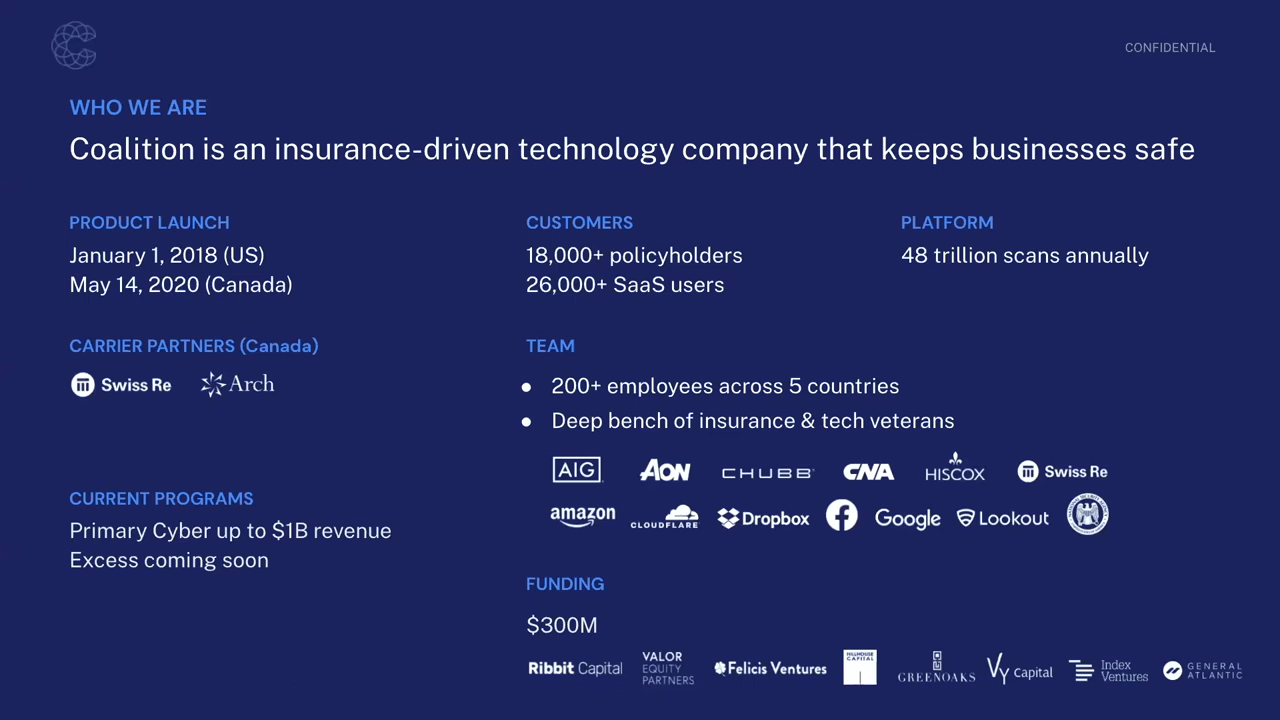 CONFIDENTIAL
WHO WE ARE
Coalition is an insurance-driven technology company that keeps businesses safe
PRODUCT LAUNCH
January 1, 2018 (US)
May 14, 2020 (Canada)
CUSTOMERS
18,000+ policyholders
26,000+ SaaS users
PLATFORM
48 trillion scans annually
CARRIER PARTNERS (Canada)
Swiss Re Arch
CURRENT PROGRAMS
Primary Cyber up to $1B revenue
Excess coming soon
TEAM
● 200+ employees across 5 countries
● Deep bench of insurance & tech veterans
AIG AON CHUBB CNA HISCOX Swiss Re
amazon CLOUDFLARE Dropbox Google Lookout
FUNDING
$300M
Ribbit Capital
VALOR
EQUITY
PARTNERS
Felicis Ventures
HILLHOUSE
CAPITAL
GREENOAKS
Vy Capital
Index
Ventures
GENERAL
ATLANTIC